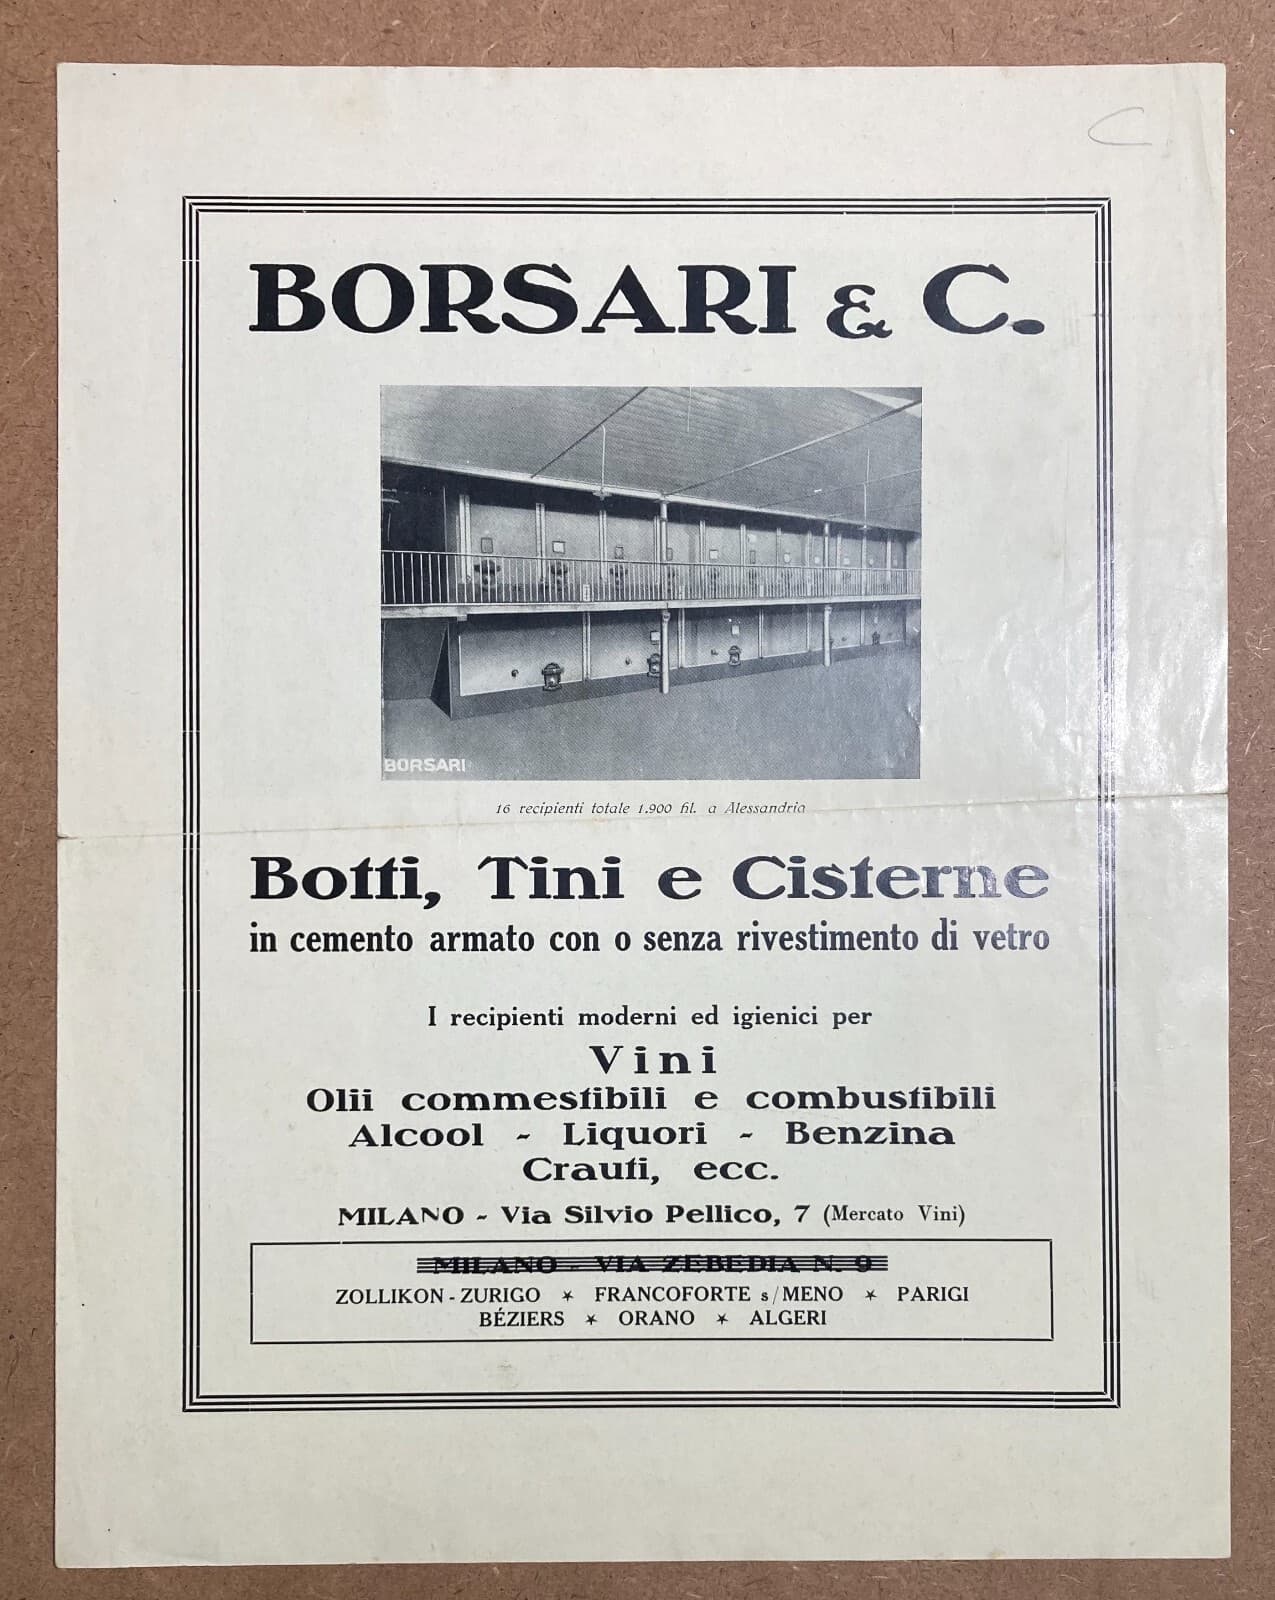 C
BORSARI & C.
BORSARI
16 recipienti totale 1.900 fil. a Alessandria
Botti, Tini e Cisterne
in cemento armato con o senza rivestimento di vetro
I recipienti moderni ed igienici per
Vini
Olii commestibili e combustibili
Alcool - Liquori - Benzina
Crauti, ecc.
MILANO - Via Silvio Pellico, 7 (Mercato Vini)
MILANO - VIA ZEBEDIA N. 9
ZOLLIKON - ZURIGO ★ FRANCOFORTE s/MENO ★ PARIGI
BÉZIERS ★ ORANO ★ ALGERI